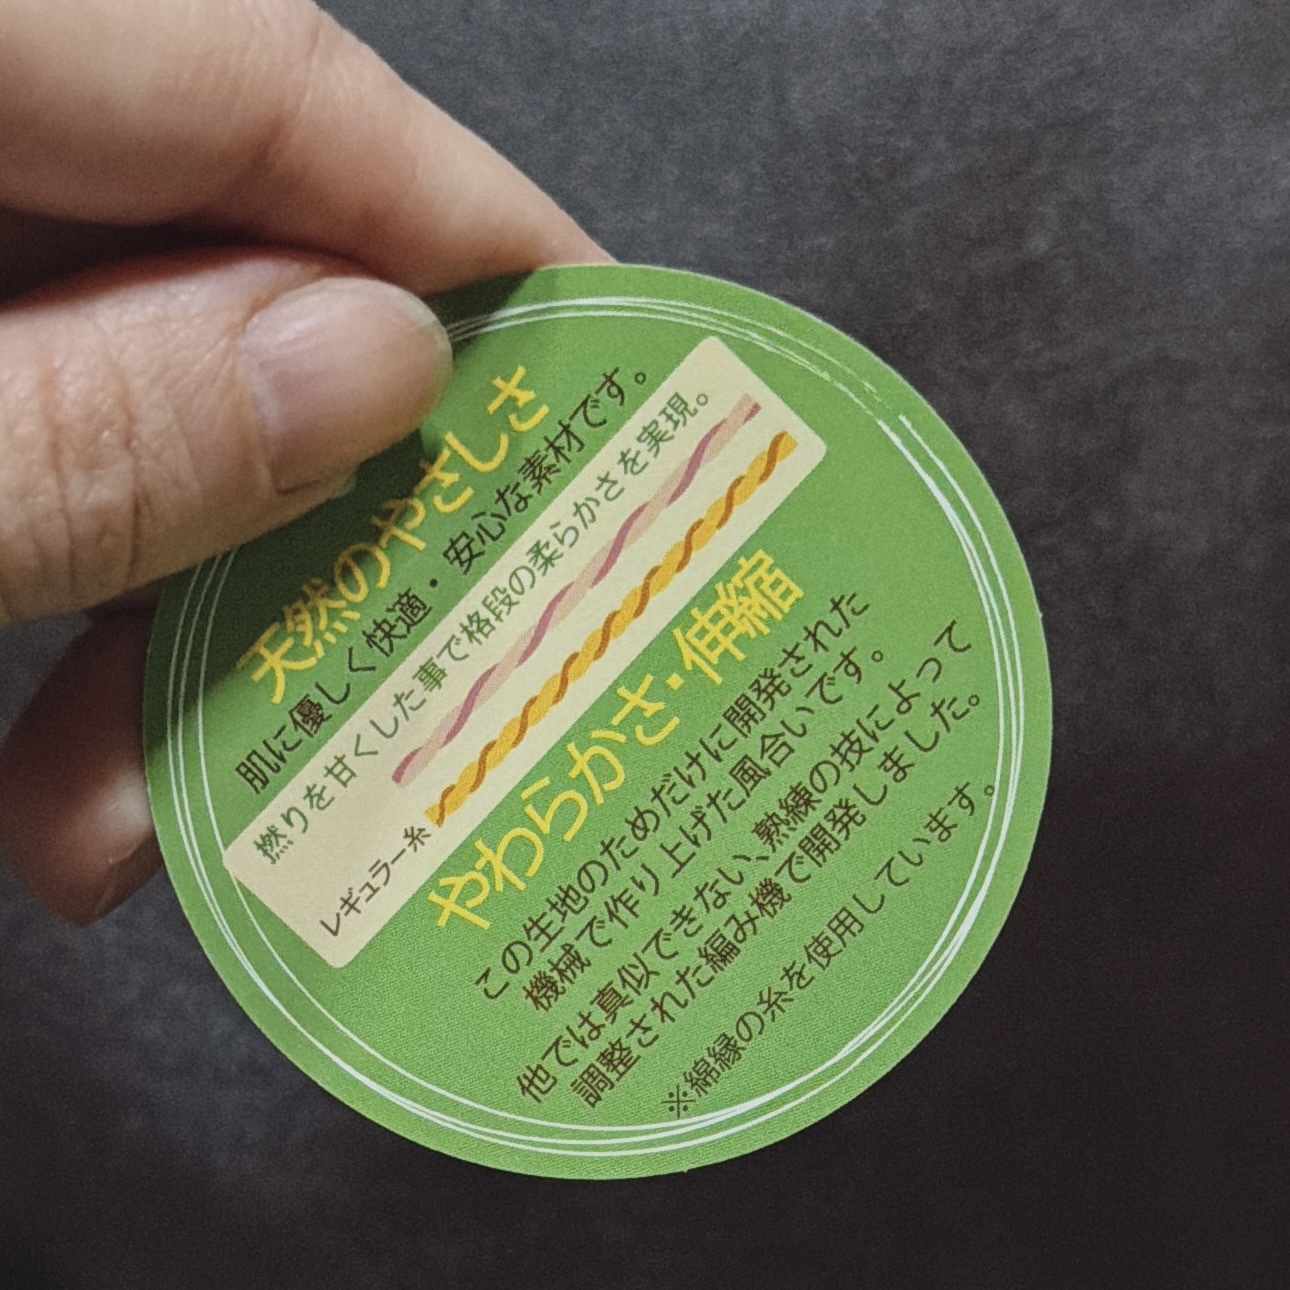 天然のやさしさ
肌に優しく快適・安心な素材です。
撚りを甘くした事で格段の柔らかさを実現。
レギュラー糸
やわらかさ・伸縮
この生地のためだけに開発された
機械で作り上げた風合いです。
他では真似できない、熟練の技によって
調整された編み機で開発しました。
※綿縁の糸を使用しています。